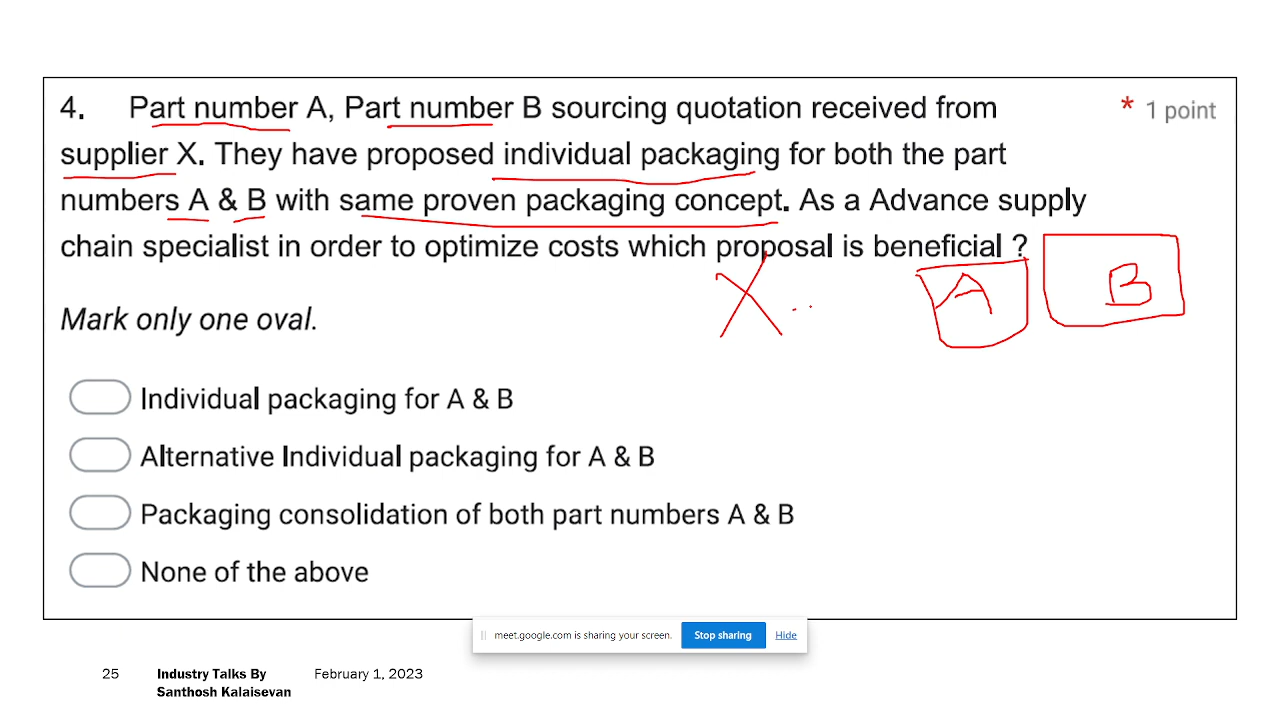 4. Part number A, Part number B sourcing quotation received from * 1 point
supplier X. They have proposed individual packaging for both the part
numbers A & B with same proven packaging concept. As a Advance supply
chain specialist in order to optimize costs which proposal is beneficial ?
X
A
B
Mark only one oval.
Individual packaging for A & B
Alternative Individual packaging for A & B
Packaging consolidation of both part numbers A & B
None of the above
meet.google.com is sharing your screen. Stop sharing Hide
25 Industry Talks By February 1, 2023
Santhosh Kalaisevan